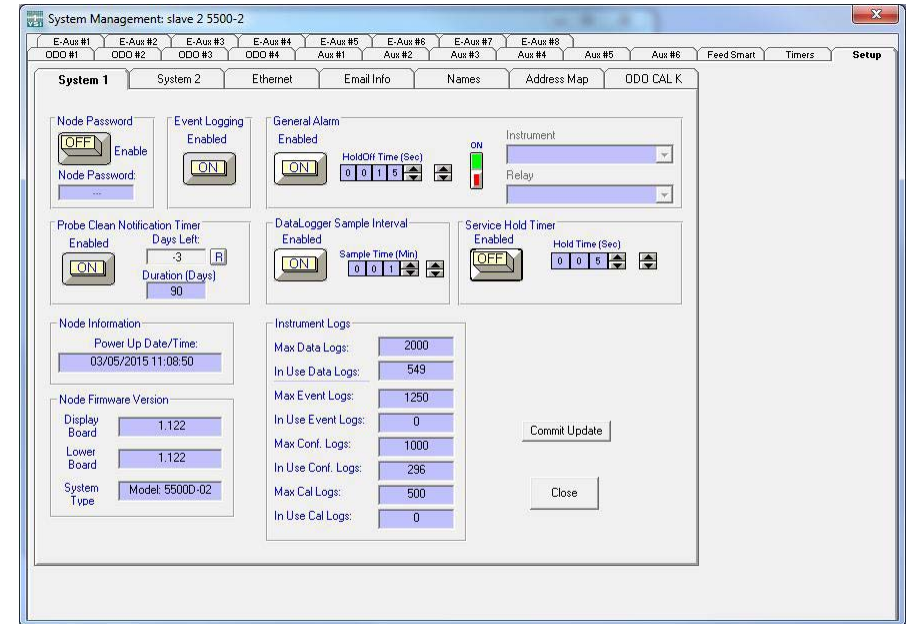 VSI System Management: slave 2 5500-2
E-Aux #1 E-Aux #2 E-Aux #3 E-Aux #4 E-Aux #5 E-Aux #6 E-Aux #7 E-Aux #8
ODO #1 ODO #2 ODO #3 ODO #4 Aux #1 Aux #2 Aux #3 Aux #4 Aux #5 Aux #6 Feed Smart Timers Setup
System 1 System 2 Ethernet Email Info Names Address Map ODO CAL K
Node Password
OFF Enable
Node Password:
...
Event Logging
Enabled
ON
General Alarm
Enabled
ON
HoldOff Time (Sec)
0 0 1 5
ON
Instrument
Relay
Probe Clean Notification Timer
Enabled
ON
Days Left:
-3 R
Duration (Days)
90
DataLogger Sample Interval
Enabled
ON
Sample Time (Min)
0 0 1
Service Hold Timer
Enabled
OFF
Hold Time (Sec)
0 0 5
Node Information
Power Up Date/Time:
03/05/2015 11:08:50
Node Firmware Version
Display Board 1.122
Lower Board 1.122
System Type Model: 5500D-02
Instrument Logs
Max Data Logs: 2000
In Use Data Logs: 549
Max Event Logs: 1250
In Use Event Logs: 0
Max Conf. Logs: 1000
In Use Conf. Logs: 296
Max Cal Logs: 500
In Use Cal Logs: 0
Commit Update
Close